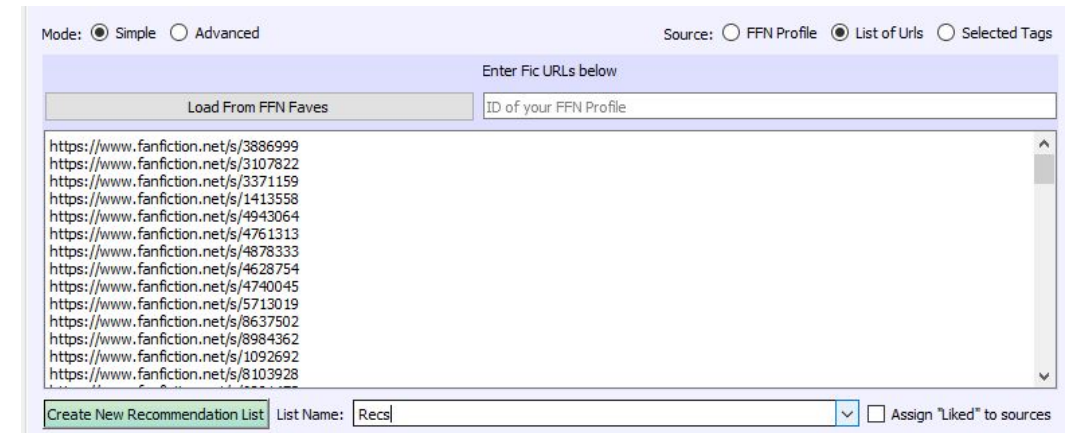 Mode: Simple Advanced Source: FFN Profile List of Urls Selected Tags
Enter Fic URLs below
Load From FFN Faves ID of your FFN Profile
https://www.fanfiction.net/s/3886999
https://www.fanfiction.net/s/3107822
https://www.fanfiction.net/s/3371159
https://www.fanfiction.net/s/1413558
https://www.fanfiction.net/s/4943064
https://www.fanfiction.net/s/4761313
https://www.fanfiction.net/s/4878333
https://www.fanfiction.net/s/4628754
https://www.fanfiction.net/s/4740045
https://www.fanfiction.net/s/5713019
https://www.fanfiction.net/s/8637502
https://www.fanfiction.net/s/8984362
https://www.fanfiction.net/s/1092692
https://www.fanfiction.net/s/8103928
Create New Recommendation List List Name: Recs Assign "Liked" to sources